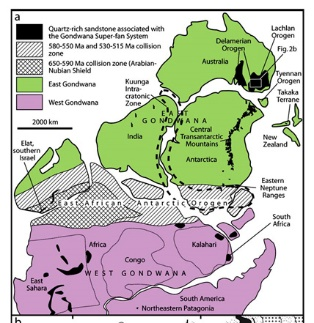 a
Quartz-rich sandstone associated with
the Gondwana Super-fan System
580-550 Ma and 530-515 Ma collision
zone
650-590 Ma collision zone (Arabian-
Nubian Shield
East Gondwana
West Gondwana
2000 km
Lachlan
Orogen
Delamerian
Orogen
Fig. 2b
Australia
Tyennan
Orogen
Takaka
Terrane
Kuunga
Intra-
cratonic
Zone
EAST
GONDWANA
India
Central
Transantarctic
Mountains
Antarctica
New
Zealand
Elat,
southern
Israel
Eastern
Neptune
Ranges
East African - Antarctic Orogen
South
Africa
Africa
Kalahari
Congo
WEST GONDWANA
East
Sahara
South America
Northeastern Patagonia
b